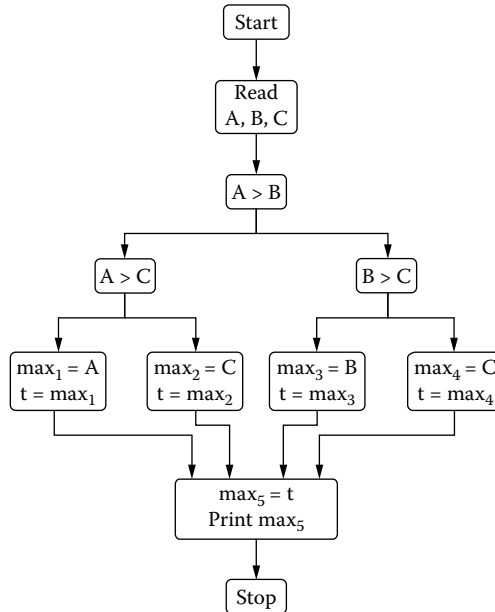 Start
Read
A, B, C
A > B
A > C
B > C
max₁ = A
t = max₁
max₂ = C
t = max₂
max₃ = B
t = max₃
max₄ = C
t = max₄
max₅ = t
Print max₅
Stop